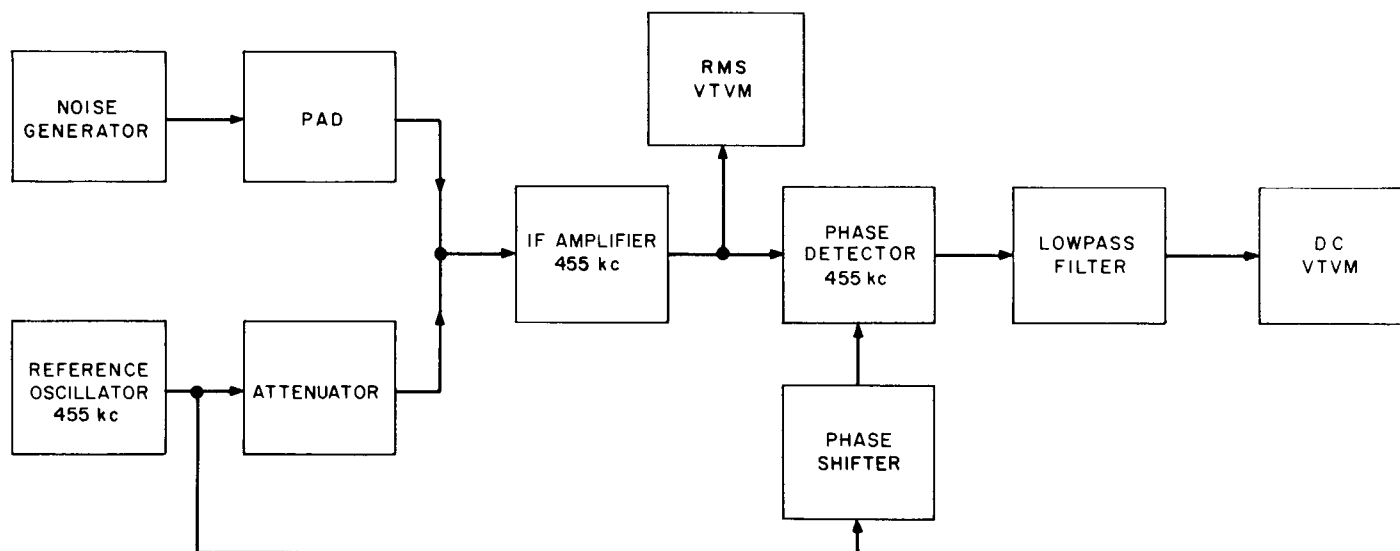 RMS
VTVM
NOISE
GENERATOR
PAD
IF AMPLIFIER
455 kc
PHASE
DETECTOR
455 kc
LOWPASS
FILTER
DC
VTVM
REFERENCE
OSCILLATOR
455 kc
ATTENUATOR
PHASE
SHIFTER